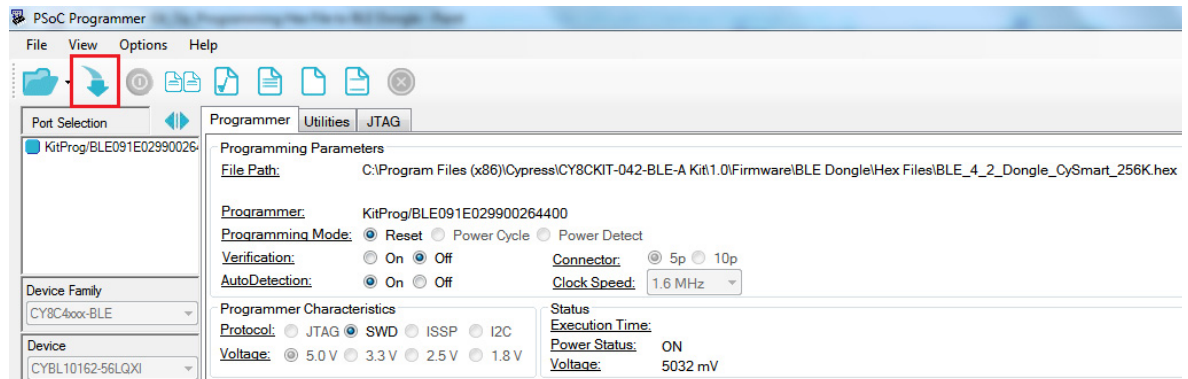 PSoC Programmer
File View Options Help
Port Selection
Programmer Utilities JTAG
KitProg/BLE091E02990026
Programming Parameters
File Path: C:\Program Files (x86)\Cypress\CY8CKIT-042-BLE-A Kit\1.0\Firmware\BLE Dongle\Hex Files\BLE_4_2_Dongle_CySmart_256K.hex
Programmer: KitProg/BLE091E029900264400
Programming Mode: Reset Power Cycle Power Detect
Verification: On Off Connector: 5p 10p
AutoDetection: On Off Clock Speed: 1.6 MHz
Device Family
CY8C4xxx-BLE
Programmer Characteristics Status
Protocol: JTAG SWD ISSP I2C Execution Time:
Device
Voltage: 5.0 V 3.3 V 2.5 V 1.8 V Power Status: ON
CYBL10162-56LQXI
Voltage: 5032 mV